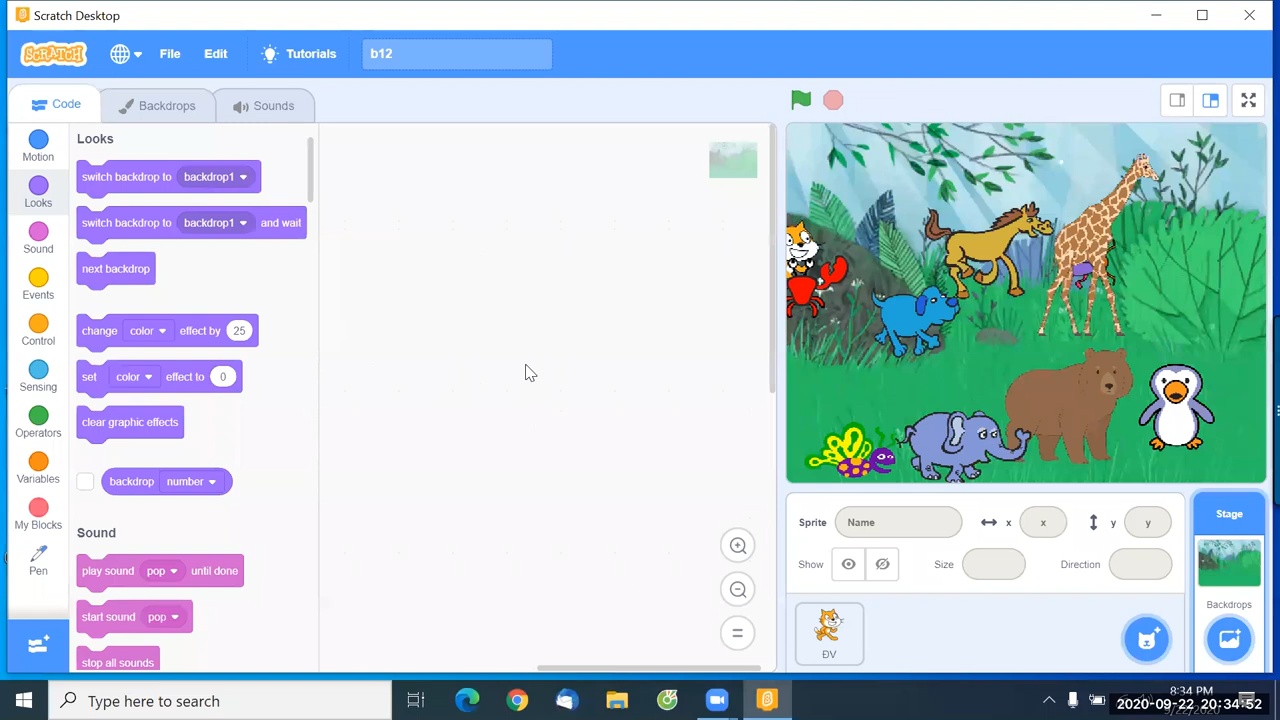 Scratch Desktop
SCRATCH
File
Edit
Tutorials
b12
Code
Backdrops
Sounds
Motion
Looks
Sound
Events
Control
Sensing
Operators
Variables
My Blocks
Pen
Looks
switch backdrop to backdrop1
switch backdrop to backdrop1 and wait
next backdrop
change color effect by 25
set color effect to 0
clear graphic effects
backdrop number
Sound
play sound pop until done
start sound pop
stop all sounds
Sprite Name x x y y
Show Size Direction
ĐV
Stage
Backdrops
Type here to search
8:34 PM
2020-09-22 20:34:52